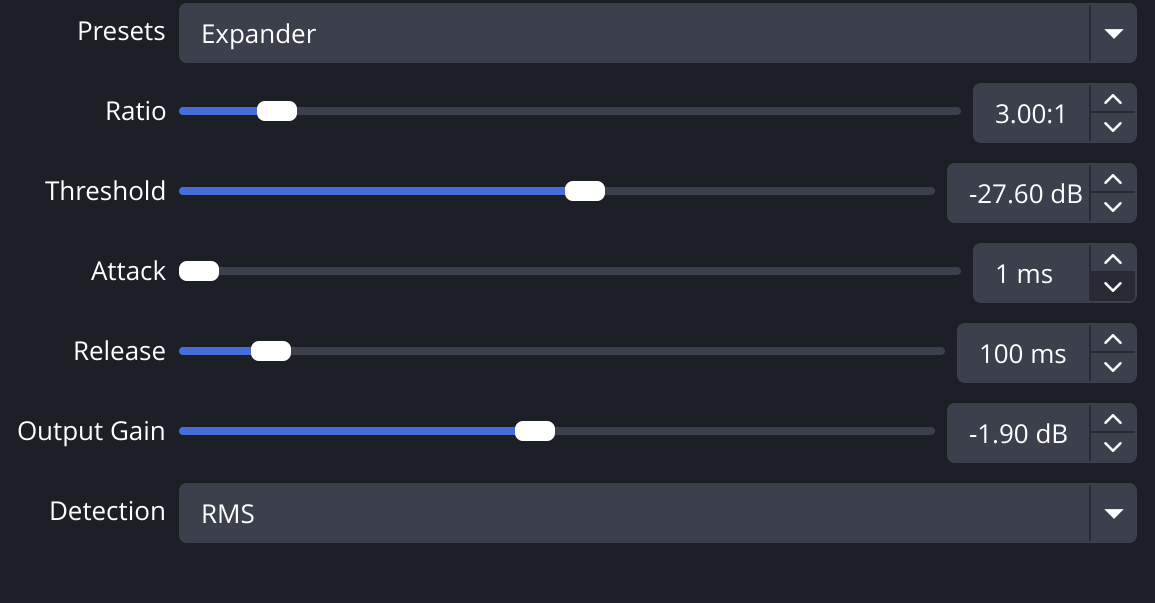 Presets Expander
Ratio 3.00:1
Threshold -27.60 dB
Attack 1 ms
Release 100 ms
Output Gain -1.90 dB
Detection RMS